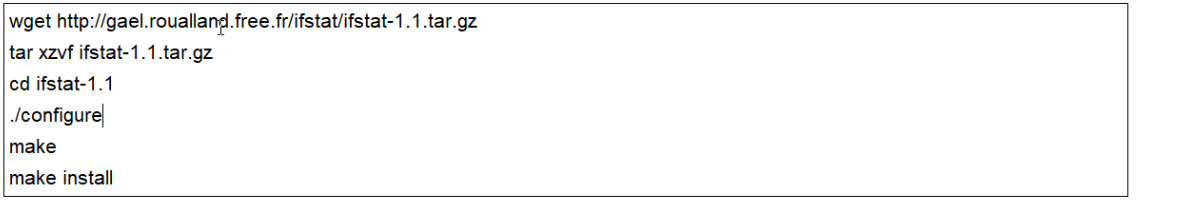 wget http://gael.roualland.free.fr/ifstat/ifstat-1.1.tar.gz
tar xzvf ifstat-1.1.tar.gz
cd ifstat-1.1
./configure
make
make install